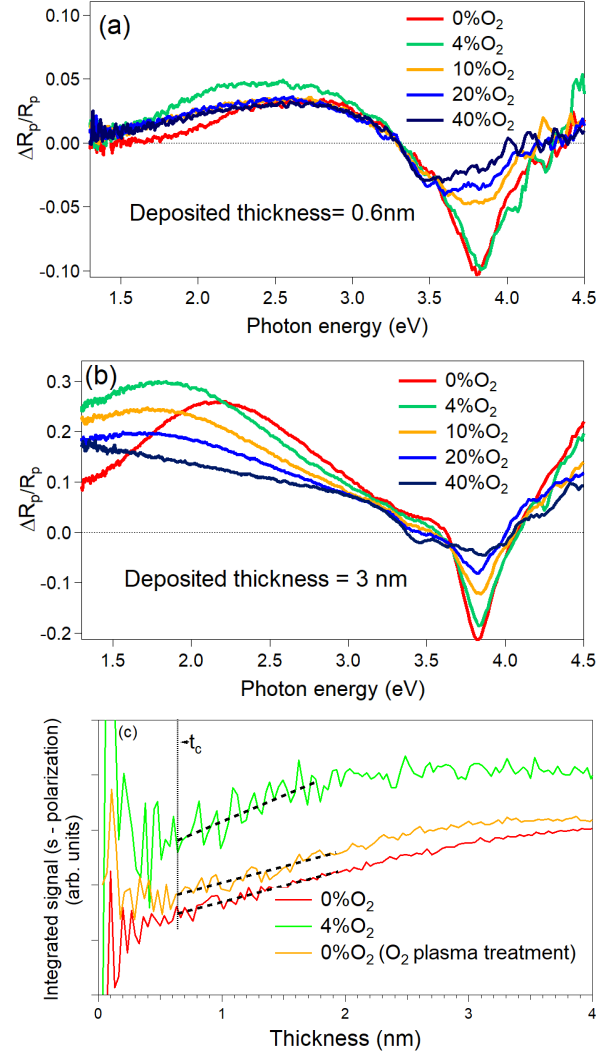 (a)
0%O₂
4%O₂
10%O₂
20%O₂
40%O₂
0.10
0.05
0.00
-0.05
-0.10
ΔRp/Rp
Deposited thickness= 0.6nm
1.5 2.0 2.5 3.0 3.5 4.0 4.5
Photon energy (eV)
(b)
0%O₂
4%O₂
10%O₂
20%O₂
40%O₂
0.3
0.2
0.1
0.0
-0.1
-0.2
ΔRp/Rp
Deposited thickness = 3 nm
1.5 2.0 2.5 3.0 3.5 4.0 4.5
Photon energy (eV)
(c)
tc
Integrated signal (s - polarization)
(arb. units)
0%O₂
4%O₂
0%O₂ (O₂ plasma treatment)
0 1 2 3 4
Thickness (nm)